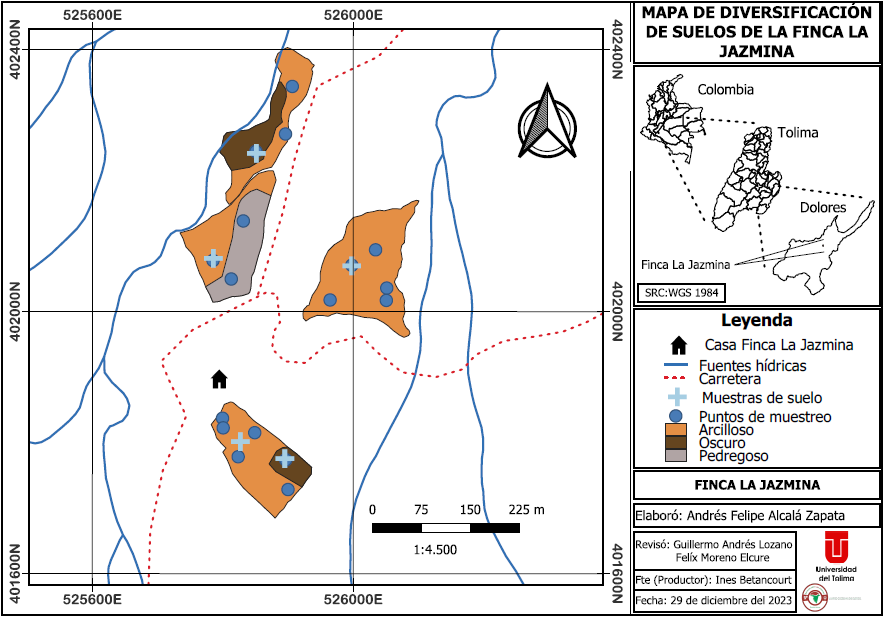 525600E
526000E
402400N
402400N
402000N
402000N
401600N
401600N
525600E
526000E
0 75 150 225 m
1:4.500
MAPA DE DIVERSIFICACIÓN
DE SUELOS DE LA FINCA LA
JAZMINA
Colombia
Tolima
Dolores
Finca La Jazmina
SRC:WGS 1984
Leyenda
Casa Finca La Jazmina
Fuentes hídricas
Carretera
Muestras de suelo
Puntos de muestreo
Arcilloso
Oscuro
Pedregoso
FINCA LA JAZMINA
Elaboró: Andrés Felipe Alcalá Zapata
Revisó: Guillermo Andrés Lozano
Felíx Moreno Elcure
Fte (Productor): Ines Betancourt
Fecha: 29 de diciembre del 2023
Universidad
del Tolima